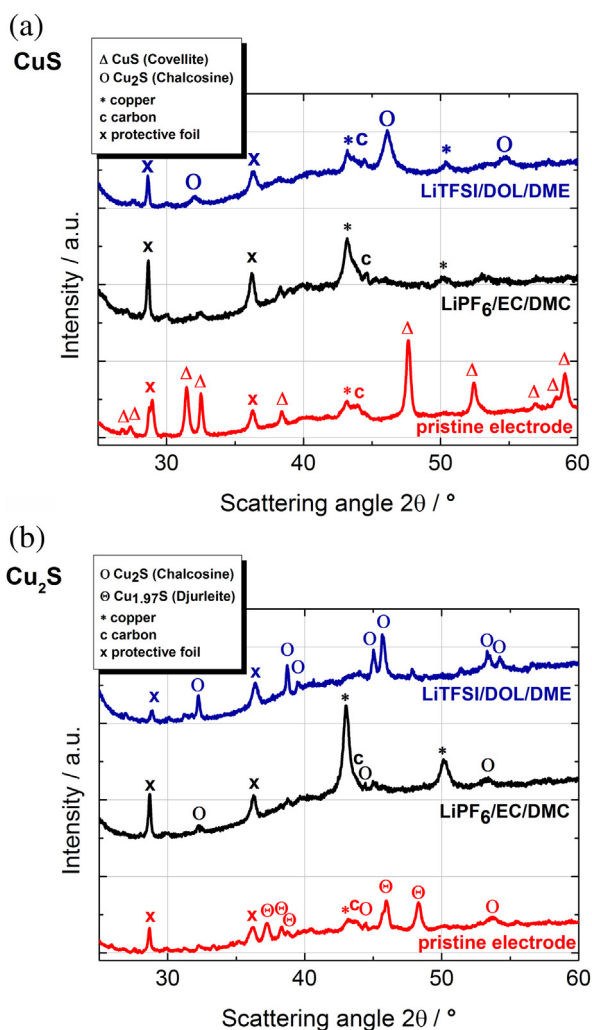 (a)
CuS
Δ CuS (Covellite)
O Cu2S (Chalcosine)
* copper
c carbon
x protective foil
x O x * c O * O
LiTFSI/DOL/DME
x x * c *
LiPF6/EC/DMC
Δ Δ x Δ Δ x Δ * c Δ Δ Δ Δ Δ
pristine electrode
Intensity / a.u.
30 40 50 60
Scattering angle 2θ / °
(b)
Cu2S
O Cu2S (Chalcosine)
Θ Cu1.97S (Djurleite)
* copper
c carbon
x protective foil
x O x O O O O O O
LiTFSI/DOL/DME
x O x * c O * O
LiPF6/EC/DMC
x x Θ Θ Θ * c O Θ Θ O
pristine electrode
Intensity / a.u.
30 40 50 60
Scattering angle 2θ / °